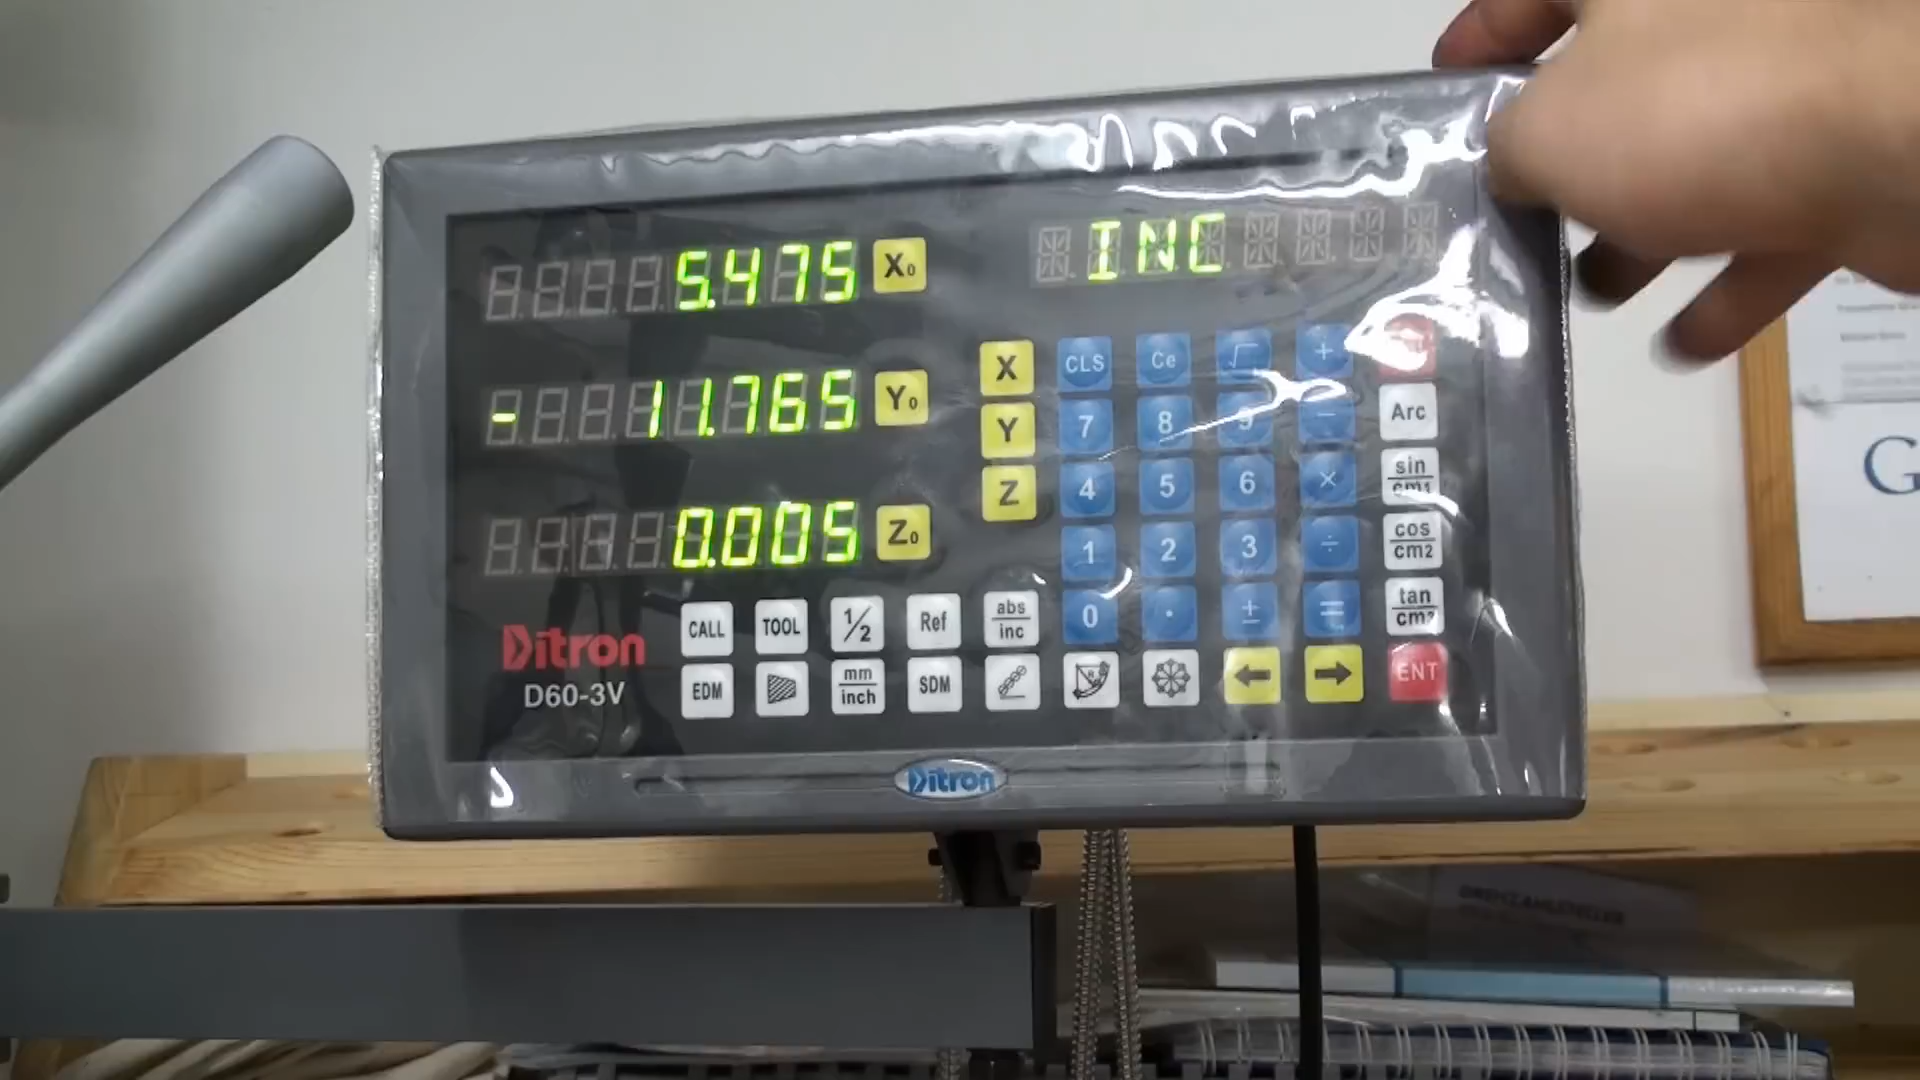 5.475 X0
INC
- 11.765 Y0
0.005 Z0
X CLS Ce √ +
Y 7 8 9 - Arc
Z 4 5 6 × sin cm1
1 2 3 ÷ cos cm2
0 . ± = tan
CALL TOOL 1/2 Ref abs inc
EDM mm inch SDM ← → ENT
Ditron
D60-3V
Ditron
G